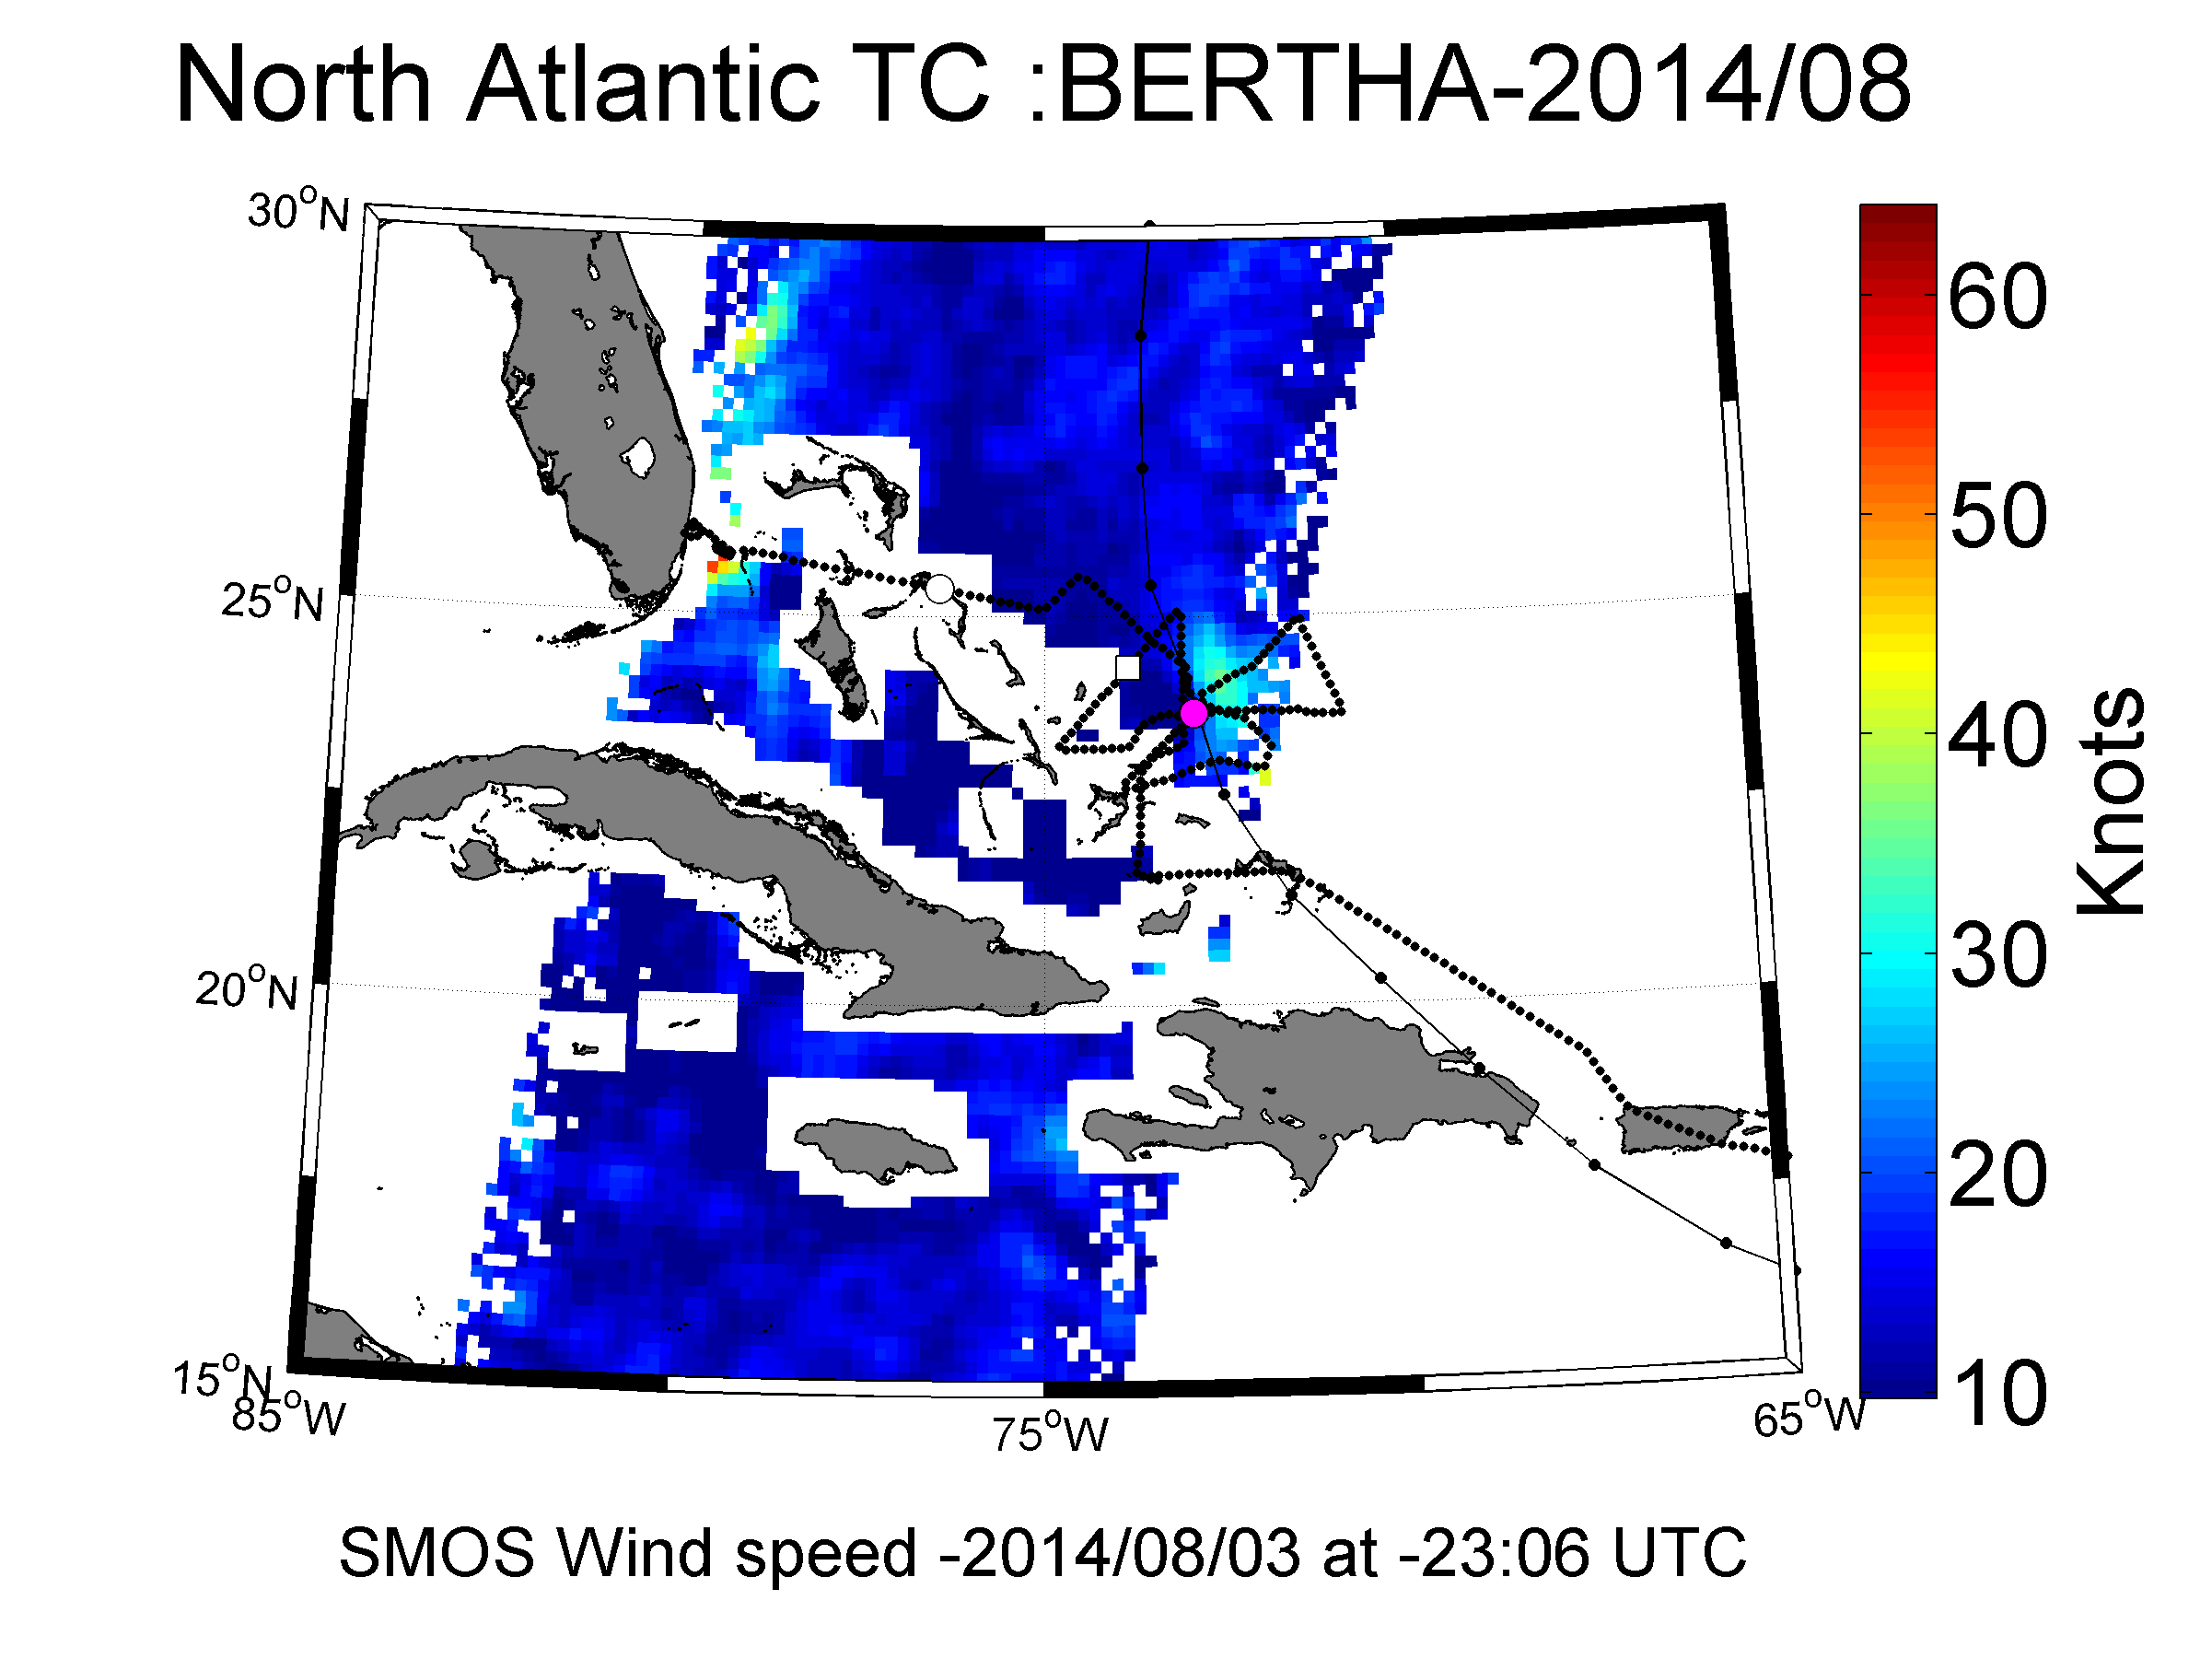 North Atlantic TC :BERTHA-2014/08
30°N
25°N
20°N
15°N
85°W
75°W
65°W
60
50
40
30
20
10
Knots
SMOS Wind speed -2014/08/03 at -23:06 UTC